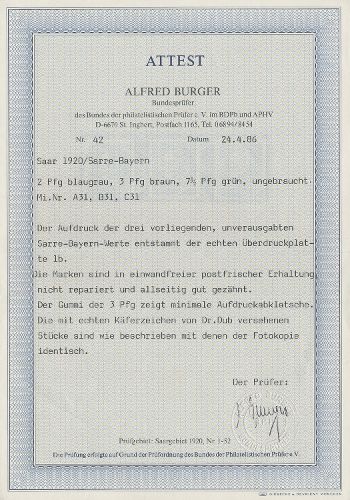 ATTEST
ALFRED BURGER
Bundesprüfer
des Bundes der philatelistischen Prüfer e. V. im BDPh und APHV
D-6670 St. Ingbert, Postfach 1165, Tel. 06894/8454
Nr. 42 Datum 24.4.86
Saar 1920/Sarre-Bayern
2 Pfg blaugrau, 3 Pfg braun, 7½ Pfg grün, ungebraucht.
Mi.Nr. A31, B31, C31
Der Aufdruck der drei vorliegenden, unverausgabten
Sarre-Bayern-Werte entstammt der echten Überdruckplat-
te lb.
Die Marken sind in einwandfreier postfrischer Erhaltung
nicht repariert und allseitig gut gezähnt.
Der Gummi der 3 Pfg zeigt minimale Aufdruckabklatsche.
Die mit echten Käferzeichen von Dr.Dub versehenen
Stücke sind wie beschrieben mit denen der Fotokopie
identisch.
Der Prüfer:
Prüfgebiet: Saargebiet 1920, Nr. 1-52
Die Prüfung erfolgte auf Grund der Prüfordnung des Bundes der Philatelistischen Prüfer e. V.